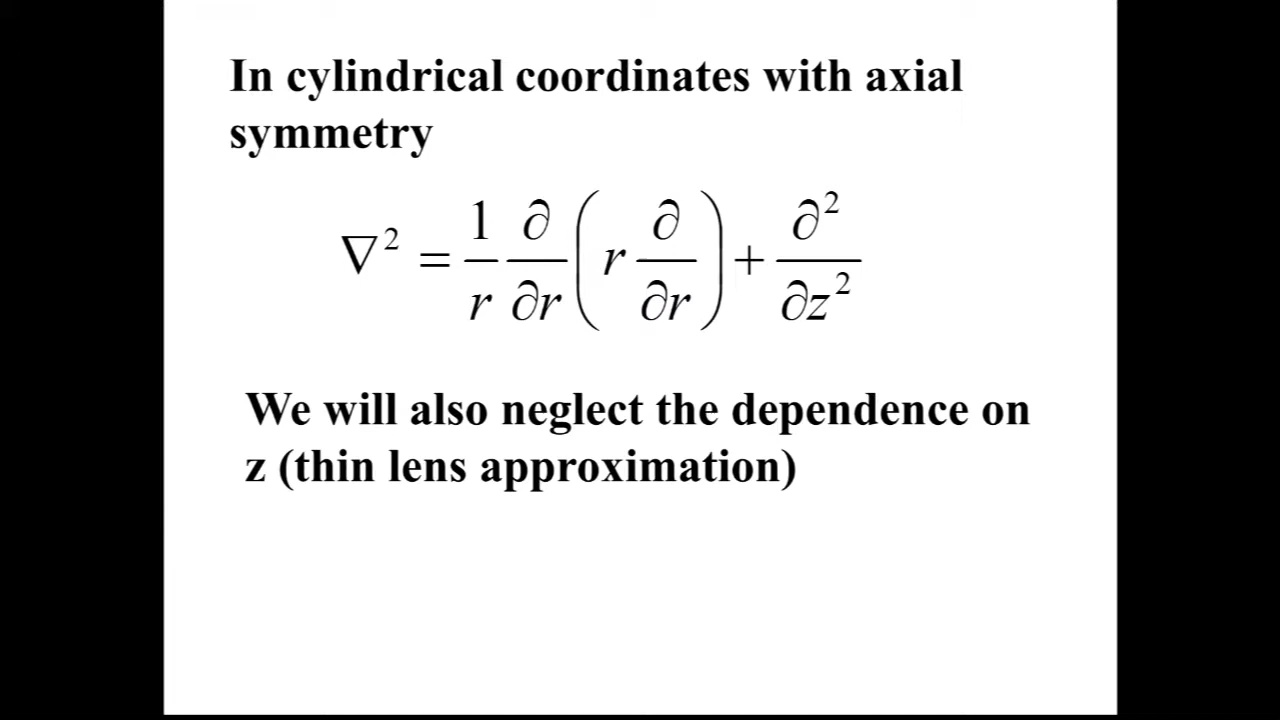 In cylindrical coordinates with axial
symmetry
∇² = 1/r ∂/∂r ( r ∂/∂r ) + ∂²/∂z²
We will also neglect the dependence on
z (thin lens approximation)